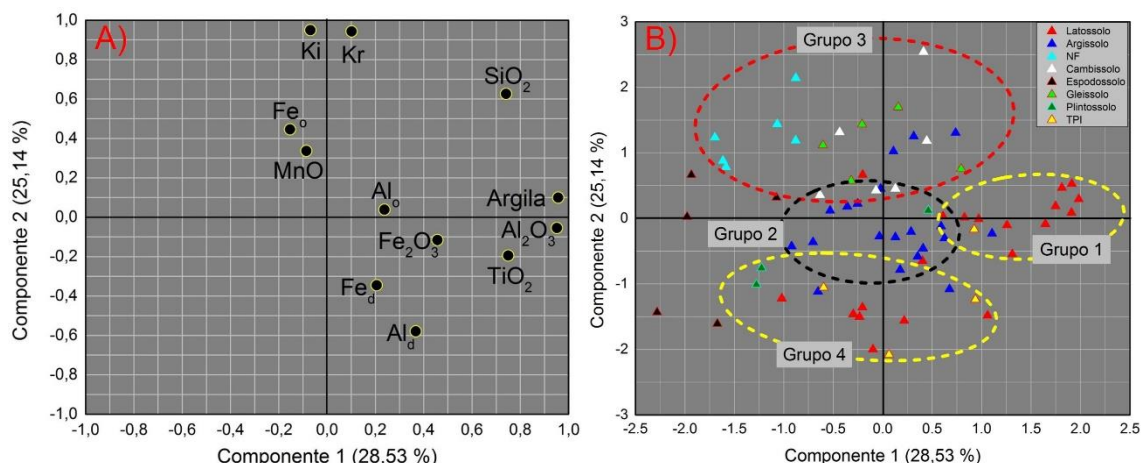 A)
1,0
0,8
0,6
0,4
0,2
0,0
-0,2
-0,4
-0,6
-0,8
-1,0
Componente 2 (25,14 %)
Ki
Kr
SiO2
Feo
MnO
Alo
Argila
Al2O3
Fe2O3
TiO2
Fed
Ald
-1,0 -0,8 -0,6 -0,4 -0,2 0,0 0,2 0,4 0,6 0,8 1,0
Componente 1 (28,53 %)
B)
3
2
1
0
-1
-2
-3
Componente 2 (25,14 %)
Grupo 3
Latossolo
Argissolo
NF
Cambissolo
Espodossolo
Gleissolo
Plintossolo
TPI
Grupo 2
Grupo 1
Grupo 4
-2.5 -2.0 -1.5 -1.0 -0.5 0.0 0.5 1.0 1.5 2.0 2.5
Componente 1 (28,53 %)